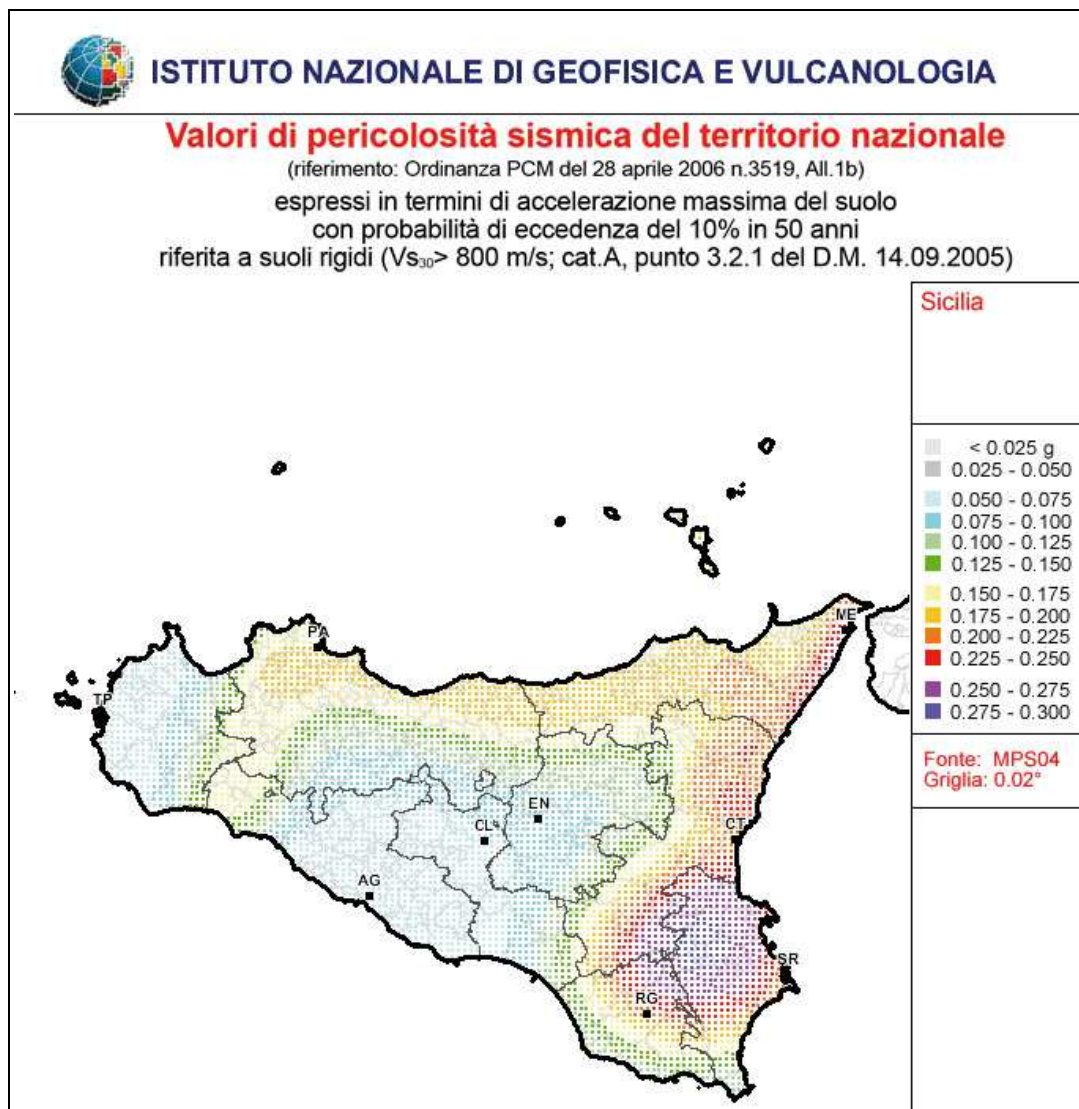 ISTITUTO NAZIONALE DI GEOFISICA E VULCANOLOGIA
Valori di pericolosità sismica del territorio nazionale
(riferimento: Ordinanza PCM del 28 aprile 2006 n.3519, All.1b)
espressi in termini di accelerazione massima del suolo
con probabilità di eccedenza del 10% in 50 anni
riferita a suoli rigidi (Vs30> 800 m/s; cat.A, punto 3.2.1 del D.M. 14.09.2005)
Sicilia
< 0.025 g
0.025 - 0.050
0.050 - 0.075
0.075 - 0.100
0.100 - 0.125
0.125 - 0.150
0.150 - 0.175
0.175 - 0.200
0.200 - 0.225
0.225 - 0.250
0.250 - 0.275
0.275 - 0.300
Fonte: MPS04
Griglia: 0.02°
ME
PA
TP
EN
CL
CT
AG
SR
RG